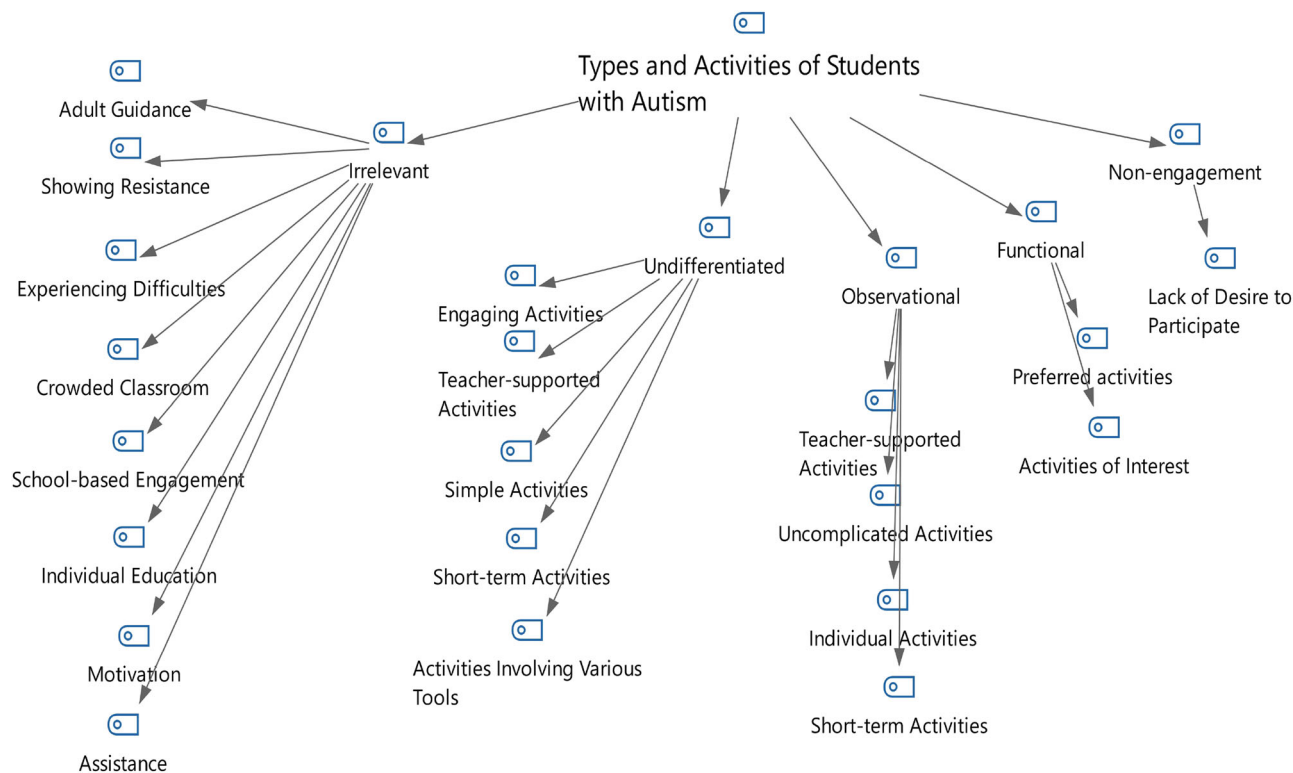 Types and Activities of Students
with Autism
Adult Guidance
Showing Resistance
Irrelevant
Experiencing Difficulties
Crowded Classroom
School-based Engagement
Individual Education
Motivation
Assistance
Undifferentiated
Engaging Activities
Teacher-supported
Activities
Simple Activities
Short-term Activities
Activities Involving Various
Tools
Observational
Teacher-supported
Activities
Uncomplicated Activities
Individual Activities
Short-term Activities
Functional
Preferred activities
Activities of Interest
Non-engagement
Lack of Desire to
Participate